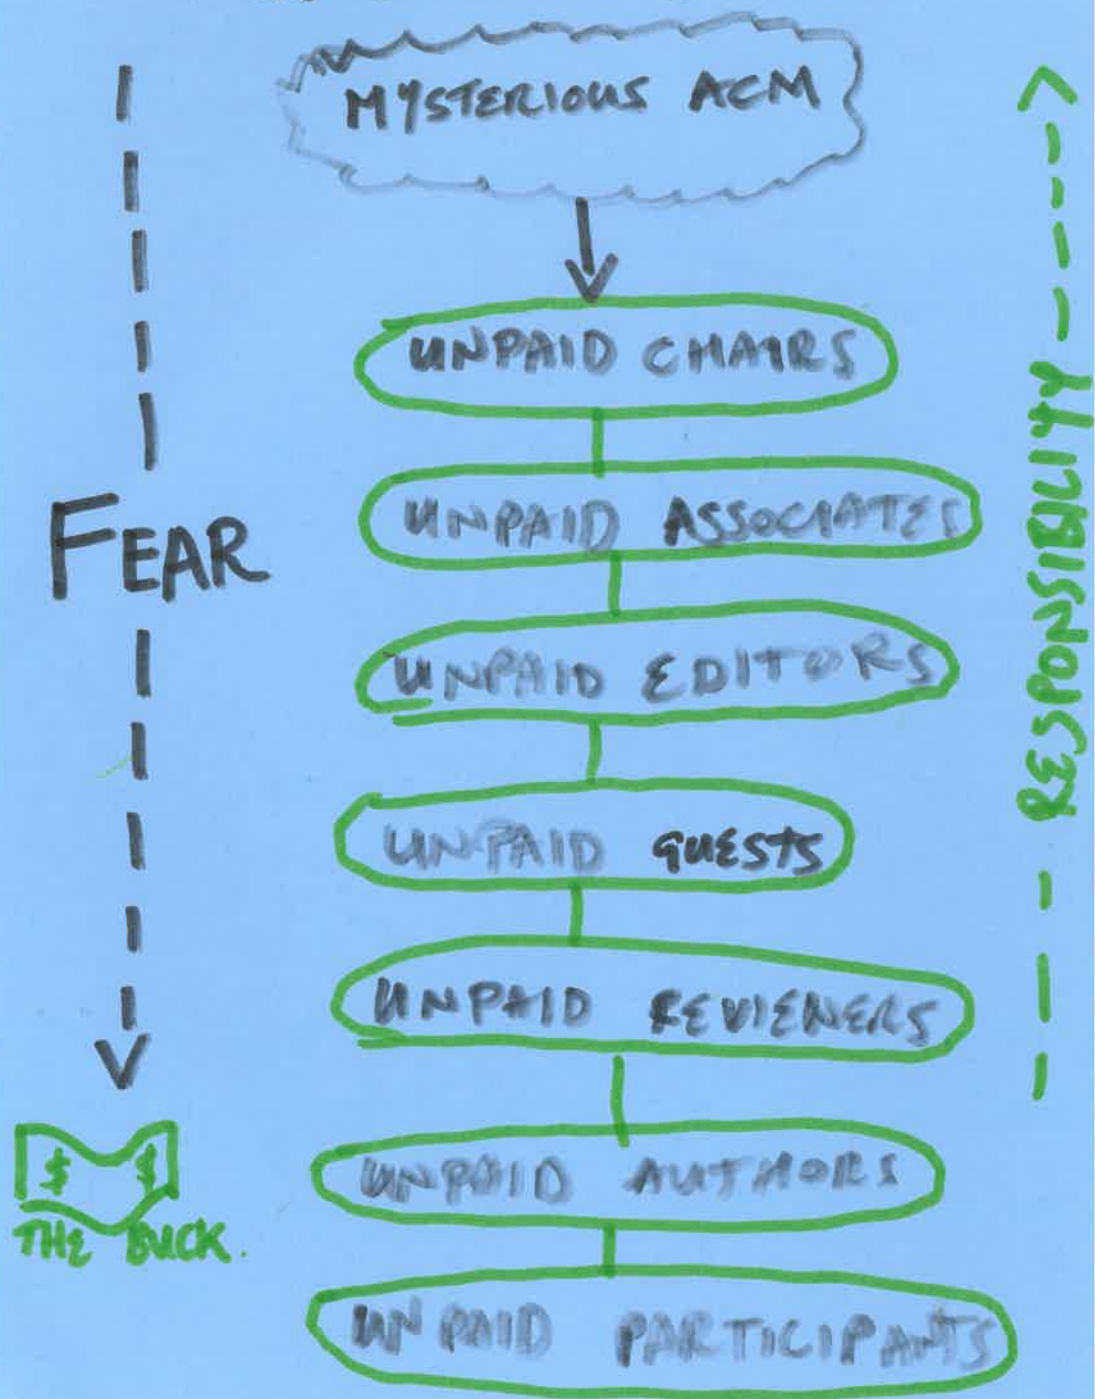 MYSTERIOUS ACM
UNPAID CHAIRS
UNPAID ASSOCIATES
FEAR
UNPAID EDITORS
RESPONSIBILITY
UNPAID GUESTS
UNPAID REVIEWERS
UNPAID AUTHORS
$ $
THE BUCK.
UNPAID PARTICIPANTS